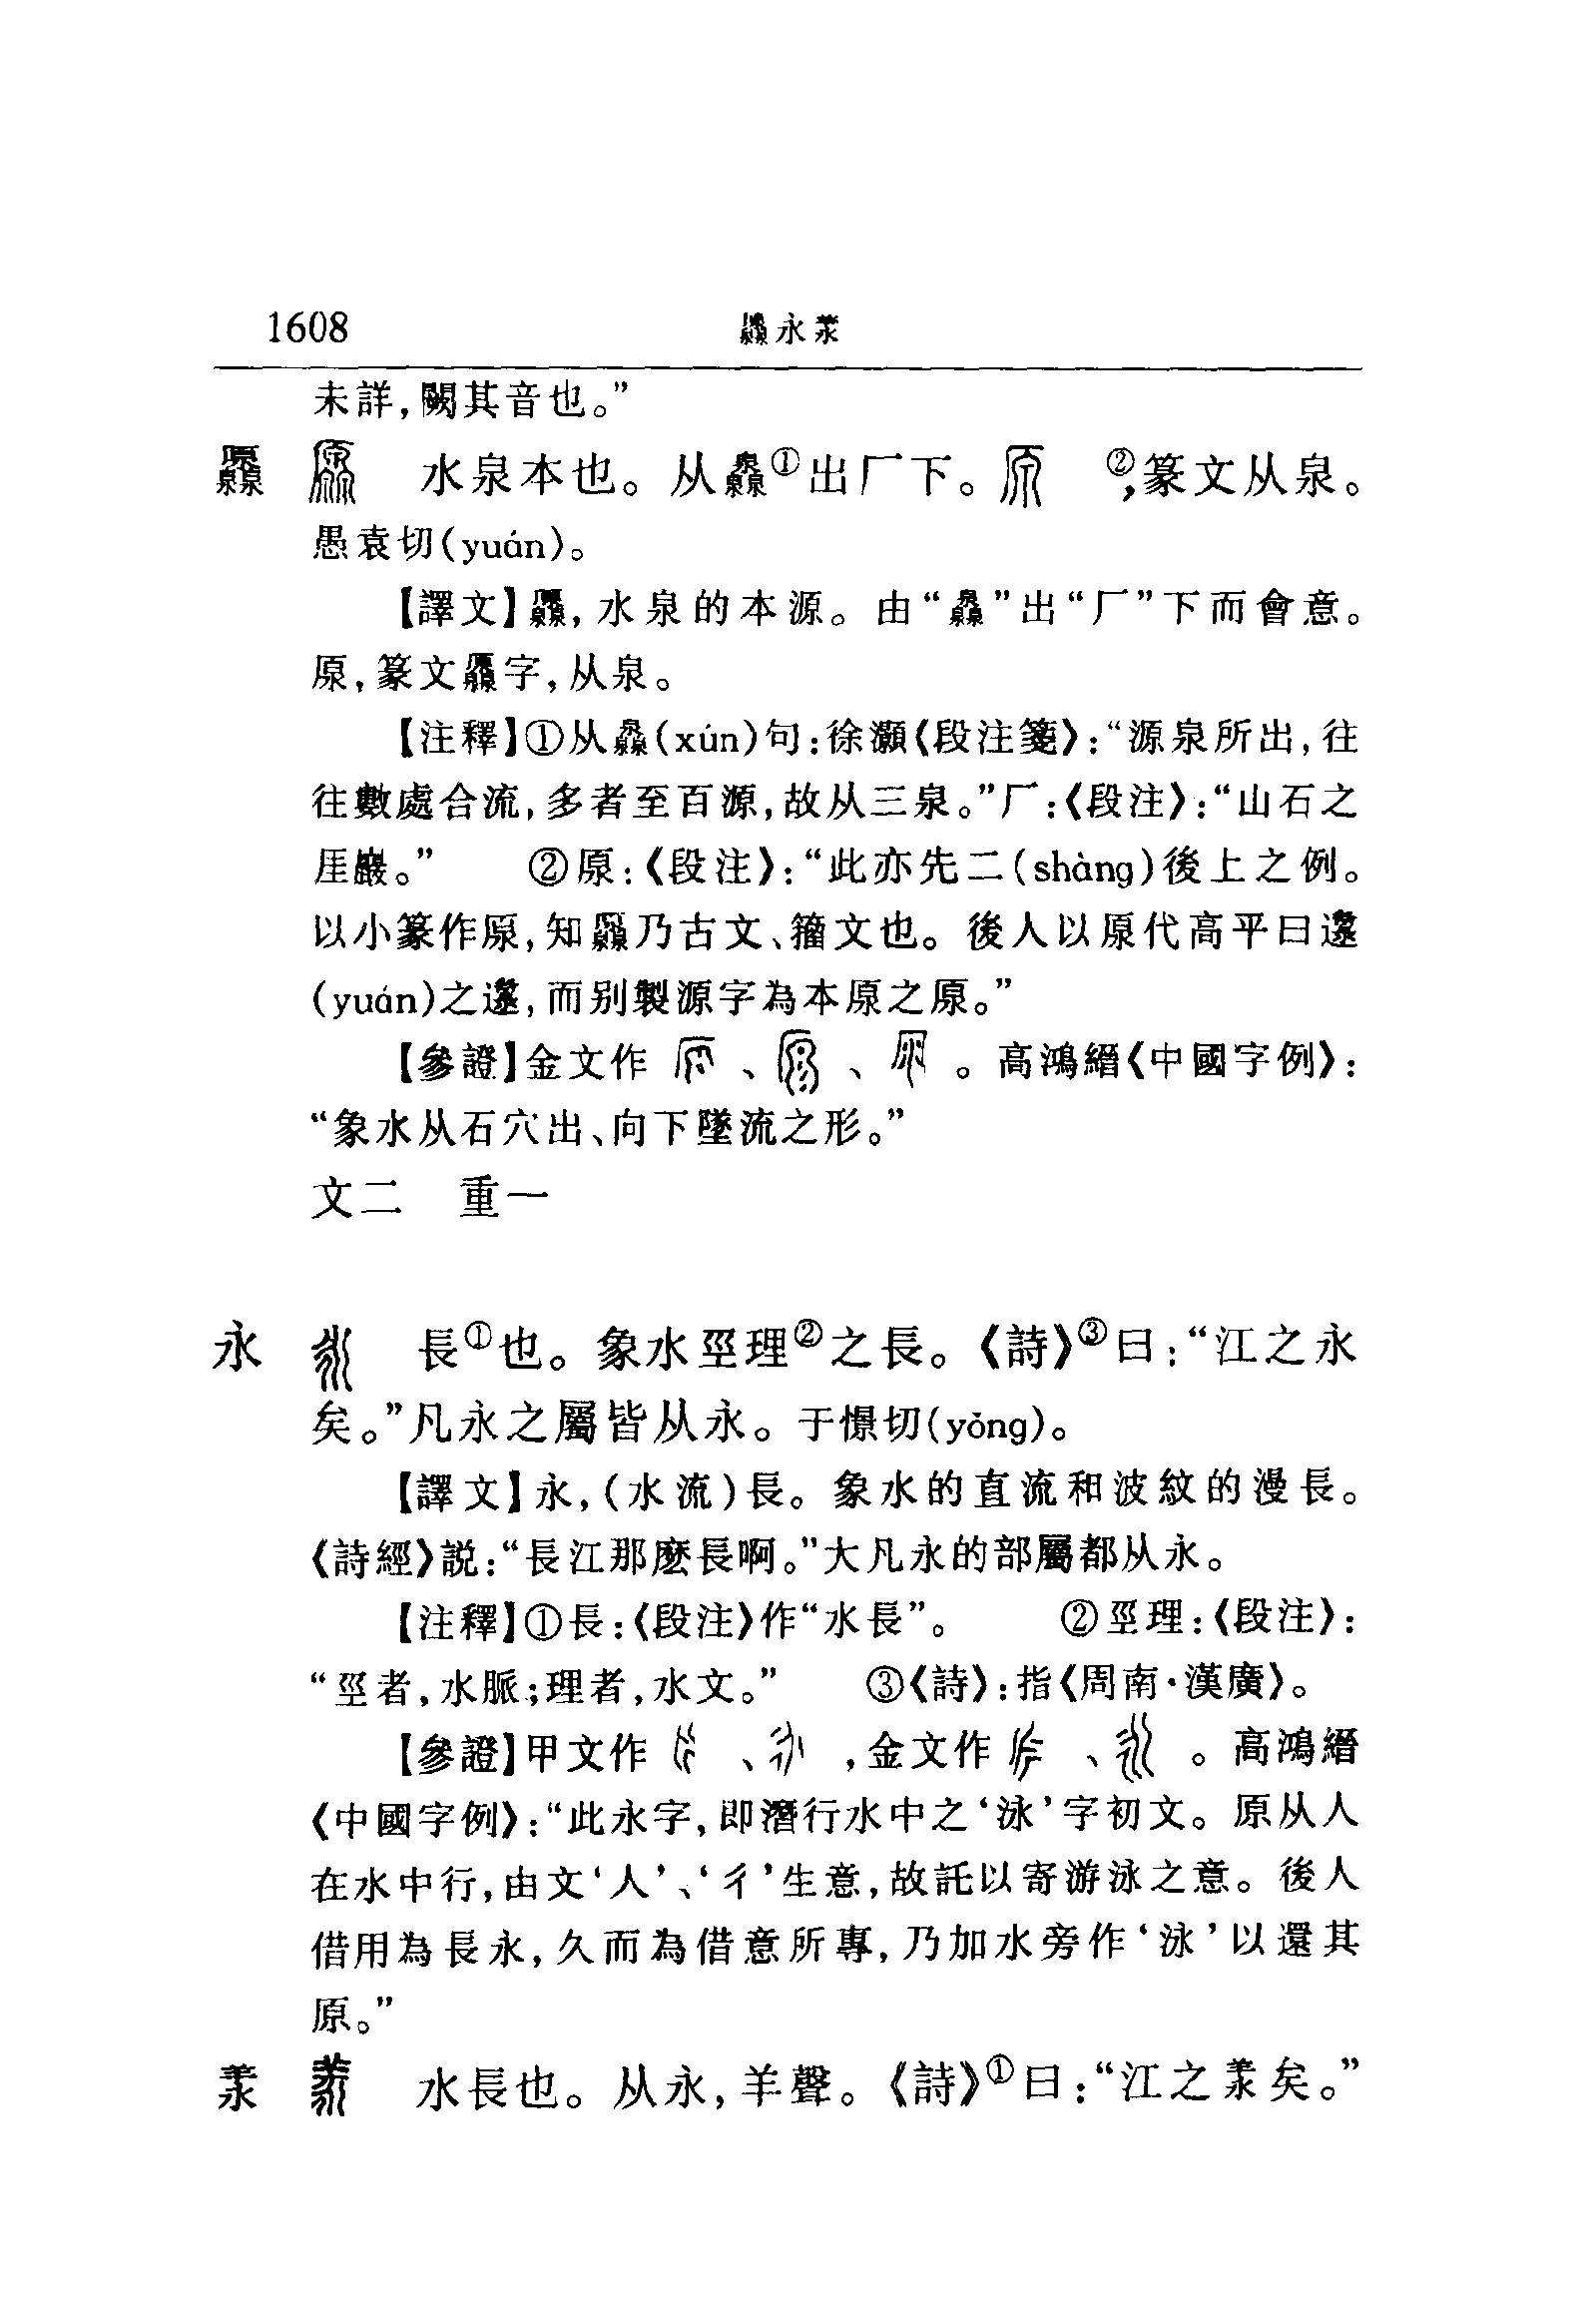 1608
厵永羕
未詳，闕其音也。”
厵　水泉本也。从灥①出厂下。　②，篆文从泉。
愚袁切(yuán)。
【譯文】厵，水泉的本源。由“灥”出“厂”下而會意。
原，篆文厵字，从泉。
【注釋】①从灥(xún)句：徐灝《段注箋》：“源泉所出，往
往數處合流，多者至百源，故从三泉。”厂：《段注》：“山石之
厓巖。”　②原：《段注》：“此亦先二(shàng)後上之例。
以小篆作原，知厵乃古文、籀文也。後人以原代高平曰邍
(yuán)之邍，而别製源字為本原之原。”
【參證】金文作　、　、　。高鴻縉《中國字例》：
“象水从石穴出、向下墜流之形。”
文二　重一
永　長①也。象水巠理②之長。《詩》③曰：“江之永
矣。”凡永之屬皆从永。于憬切(yǒng)。
【譯文】永，(水流)長。象水的直流和波紋的漫長。
《詩經》説：“長江那麽長啊。”大凡永的部屬都从永。
【注釋】①長：《段注》作“水長”。　②巠理：《段注》：
“巠者，水脈；理者，水文。”　③《詩》：指《周南·漢廣》。
【參證】甲文作　、　，金文作　、　。高鴻縉
《中國字例》：“此永字，即潛行水中之‘泳’字初文。原从人
在水中行，由文‘人’、‘彳’生意，故託以寄游泳之意。後人
借用為長永，久而為借意所專，乃加水旁作‘泳’以還其
原。”
羕　水長也。从永，羊聲。《詩》①曰：“江之羕矣。”